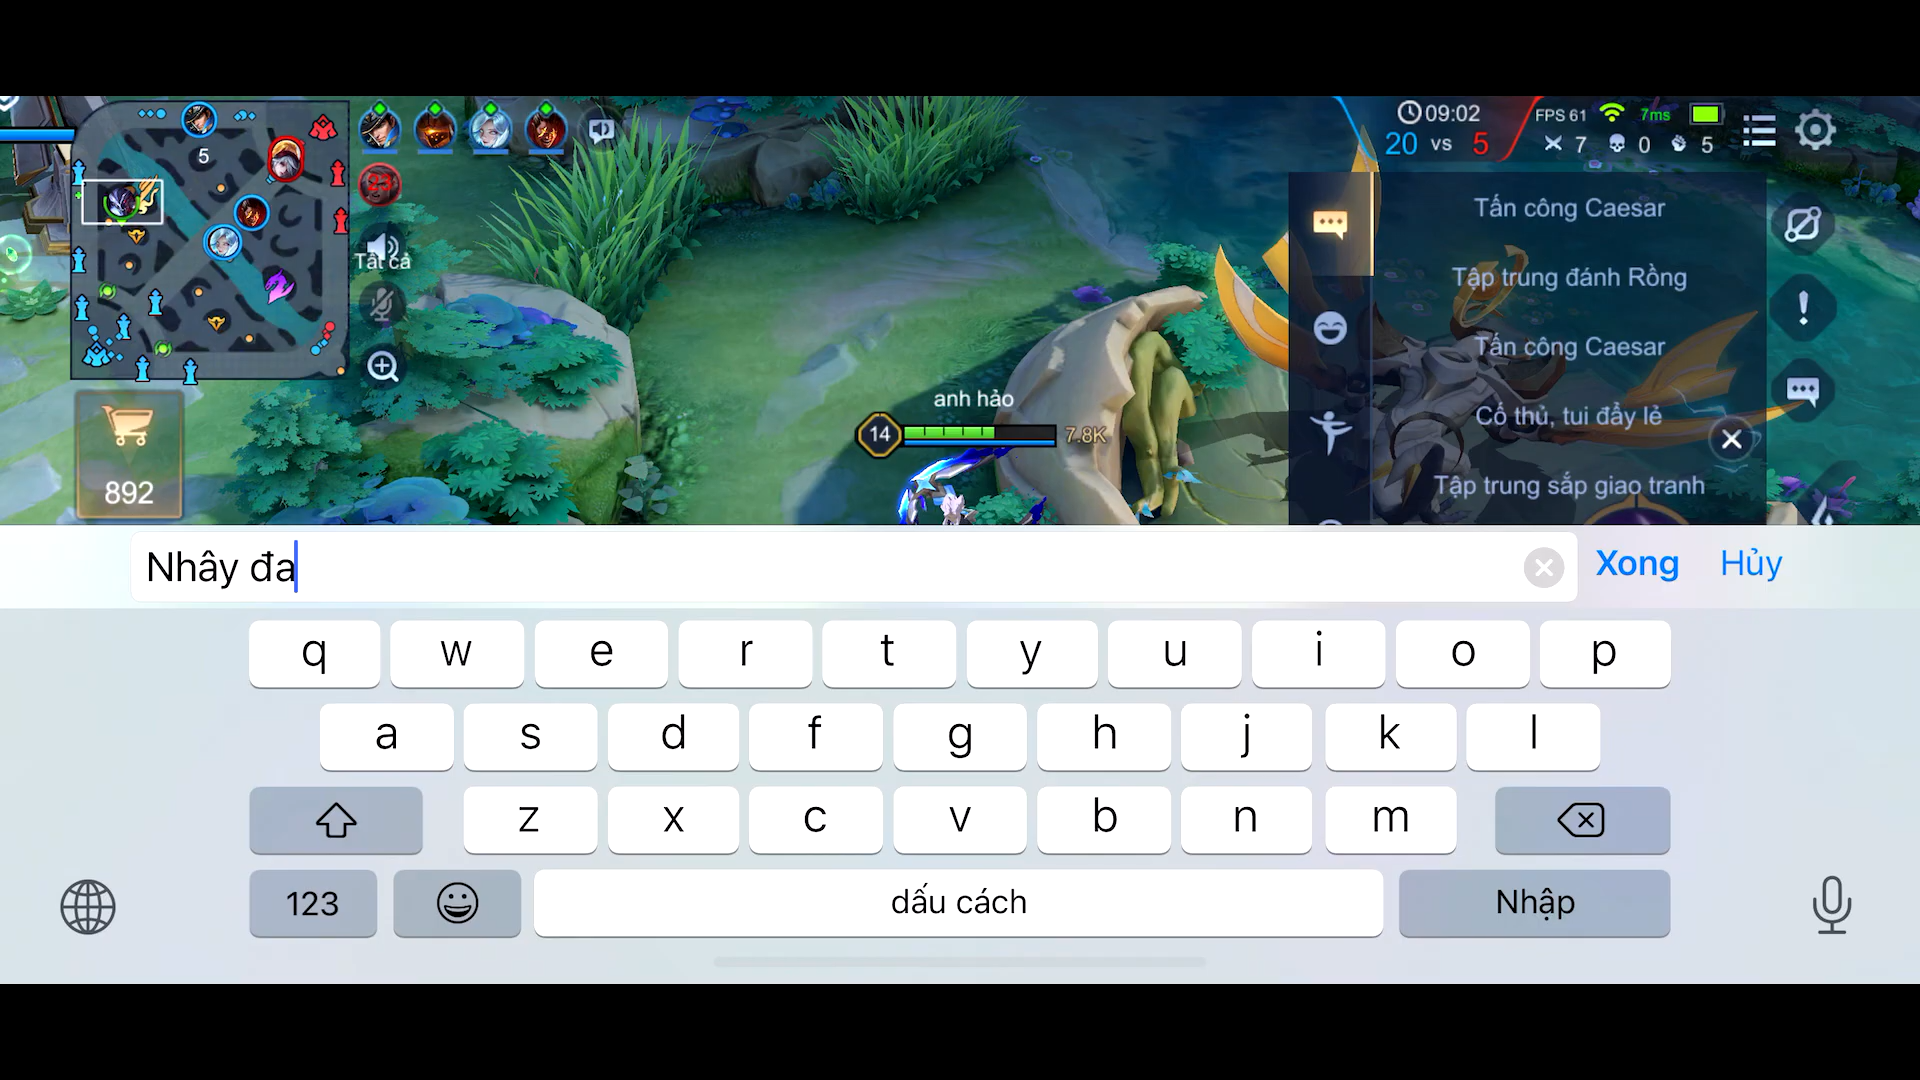 5
Tất cả
892
09:02
20 vs 5
FPS 61
7ms
7 0 5
Tấn công Caesar
Tập trung đánh Rồng
Tấn công Caesar
Cố thủ, tui đẩy lẻ
Tập trung sắp giao tranh
anh hảo
14
7.8K
Nhây đa
Xong
Hủy
q w e r t y u i o p
a s d f g h j k l
z x c v b n m
123
dấu cách
Nhập